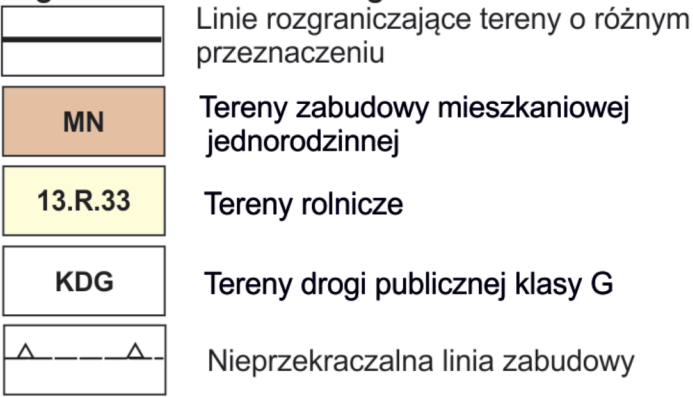 Linie rozgraniczające tereny o różnym
przeznaczeniu
MN
Tereny zabudowy mieszkaniowej
jednorodzinnej
13.R.33
Tereny rolnicze
KDG
Tereny drogi publicznej klasy G
Nieprzekraczalna linia zabudowy